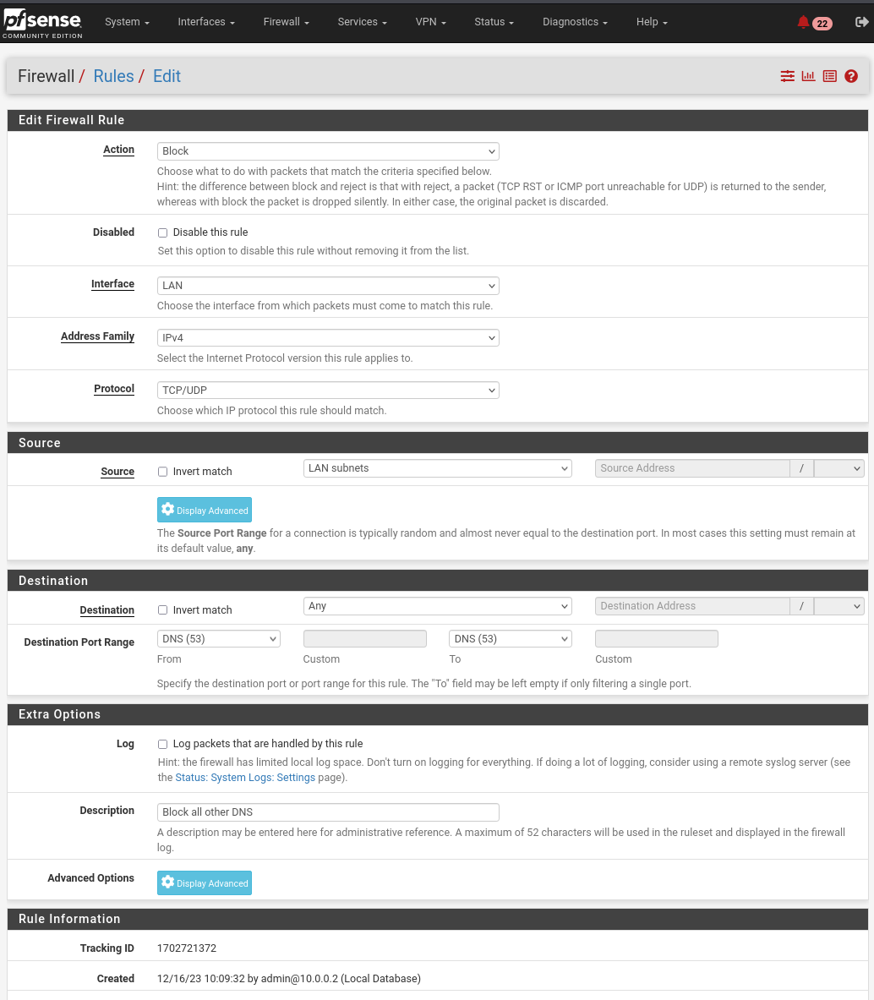 pfsense
COMMUNITY EDITION
System Interfaces Firewall Services VPN Status Diagnostics Help 22
Firewall / Rules / Edit
Edit Firewall Rule
Action Block
Choose what to do with packets that match the criteria specified below.
Hint: the difference between block and reject is that with reject, a packet (TCP RST or ICMP port unreachable for UDP) is returned to the sender,
whereas with block the packet is dropped silently. In either case, the original packet is discarded.
Disabled Disable this rule
Set this option to disable this rule without removing it from the list.
Interface LAN
Choose the interface from which packets must come to match this rule.
Address Family IPv4
Select the Internet Protocol version this rule applies to.
Protocol TCP/UDP
Choose which IP protocol this rule should match.
Source
Source Invert match LAN subnets Source Address /
Display Advanced
The Source Port Range for a connection is typically random and almost never equal to the destination port. In most cases this setting must remain at
its default value, any.
Destination
Destination Invert match Any Destination Address /
Destination Port Range DNS (53) DNS (53)
From Custom To Custom
Specify the destination port or port range for this rule. The "To" field may be left empty if only filtering a single port.
Extra Options
Log Log packets that are handled by this rule
Hint: the firewall has limited local log space. Don't turn on logging for everything. If doing a lot of logging, consider using a remote syslog server (see
the Status: System Logs: Settings page).
Description Block all other DNS
A description may be entered here for administrative reference. A maximum of 52 characters will be used in the ruleset and displayed in the firewall
log.
Advanced Options Display Advanced
Rule Information
Tracking ID 1702721372
Created 12/16/23 10:09:32 by admin@10.0.0.2 (Local Database)